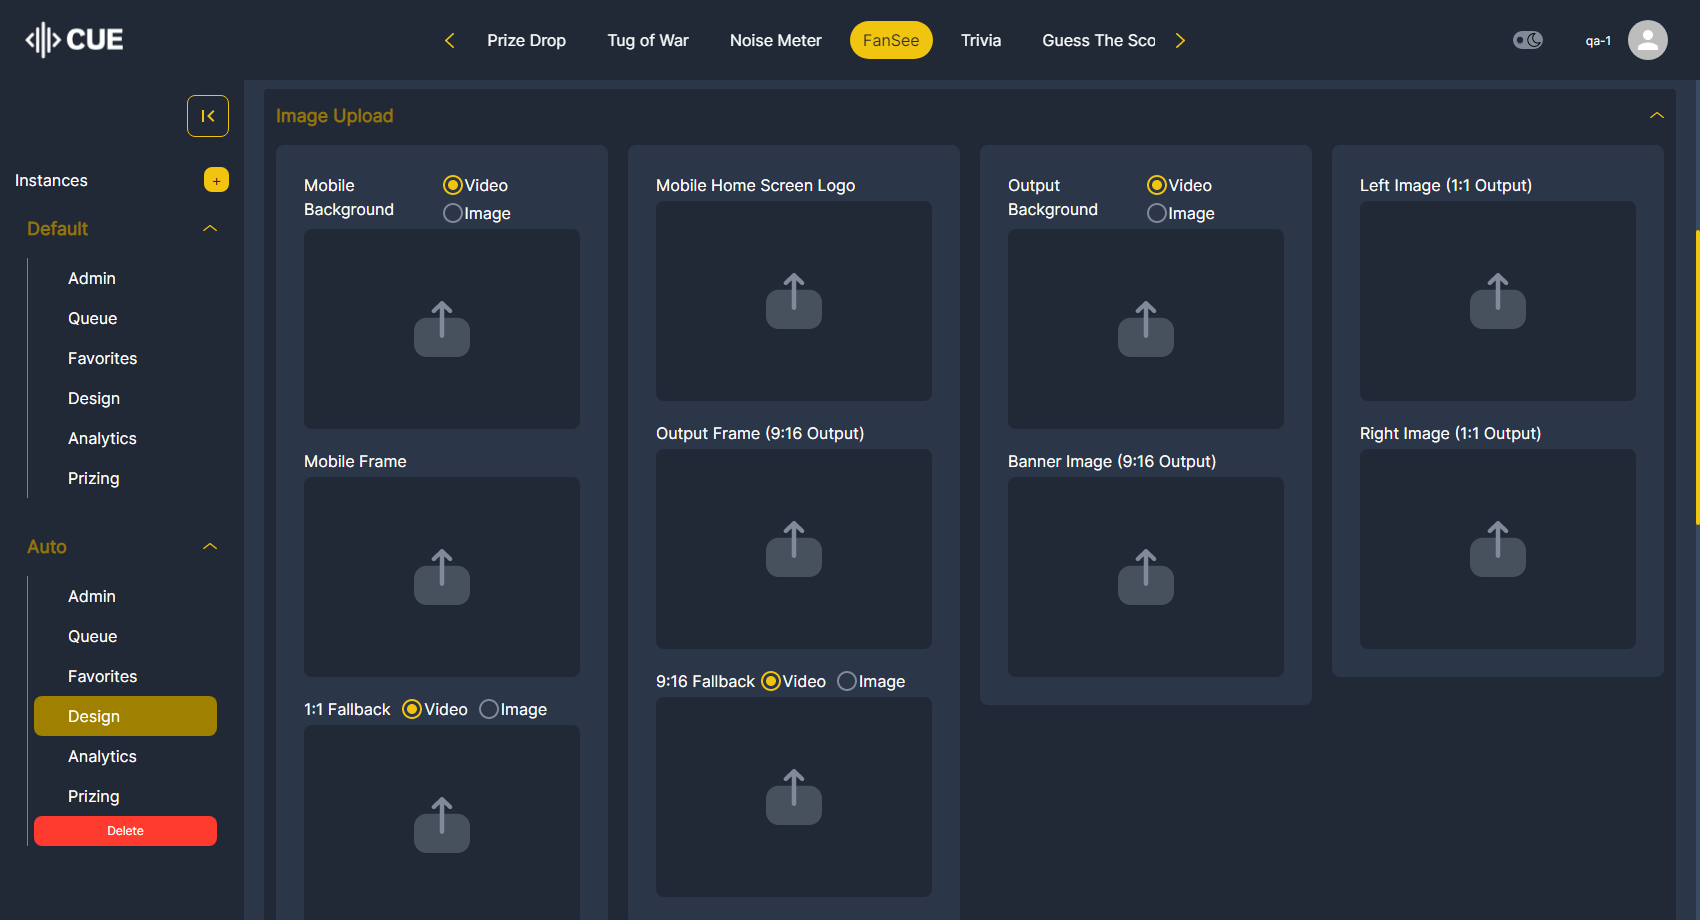 CUE
Prize Drop
Tug of War
Noise Meter
FanSee
Trivia
Guess The Sco
qa-1
Instances
+
Default
Admin
Queue
Favorites
Design
Analytics
Prizing
Auto
Admin
Queue
Favorites
Design
Analytics
Prizing
Delete
Image Upload
Mobile
Background
Video
Image
Mobile Frame
1:1 Fallback
Video
Image
Mobile Home Screen Logo
Output Frame (9:16 Output)
9:16 Fallback
Video
Image
Output
Background
Video
Image
Banner Image (9:16 Output)
Left Image (1:1 Output)
Right Image (1:1 Output)